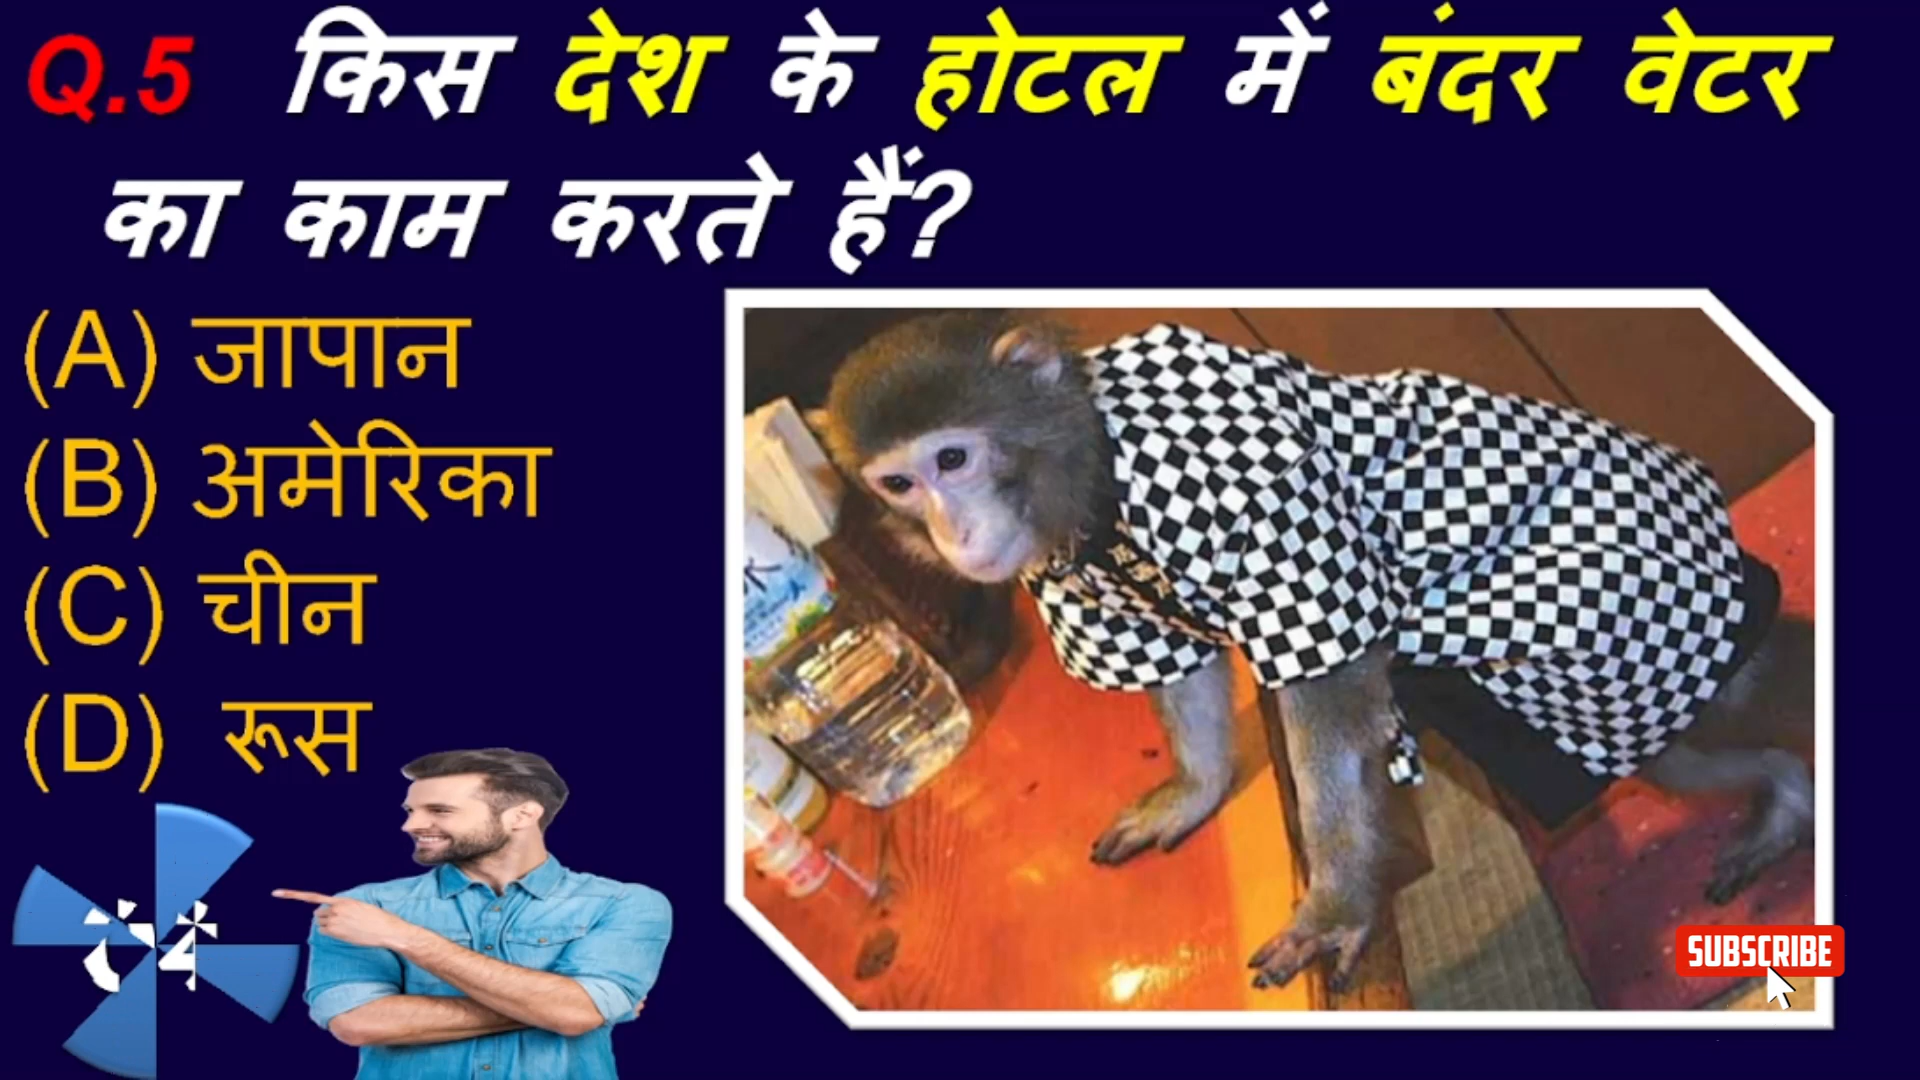 Q.5 किस देश के होटल में बंदर वेटर
का काम करते हैं?
(A) जापान
(B) अमेरिका
(C) चीन
(D) रूस
SUBSCRIBE